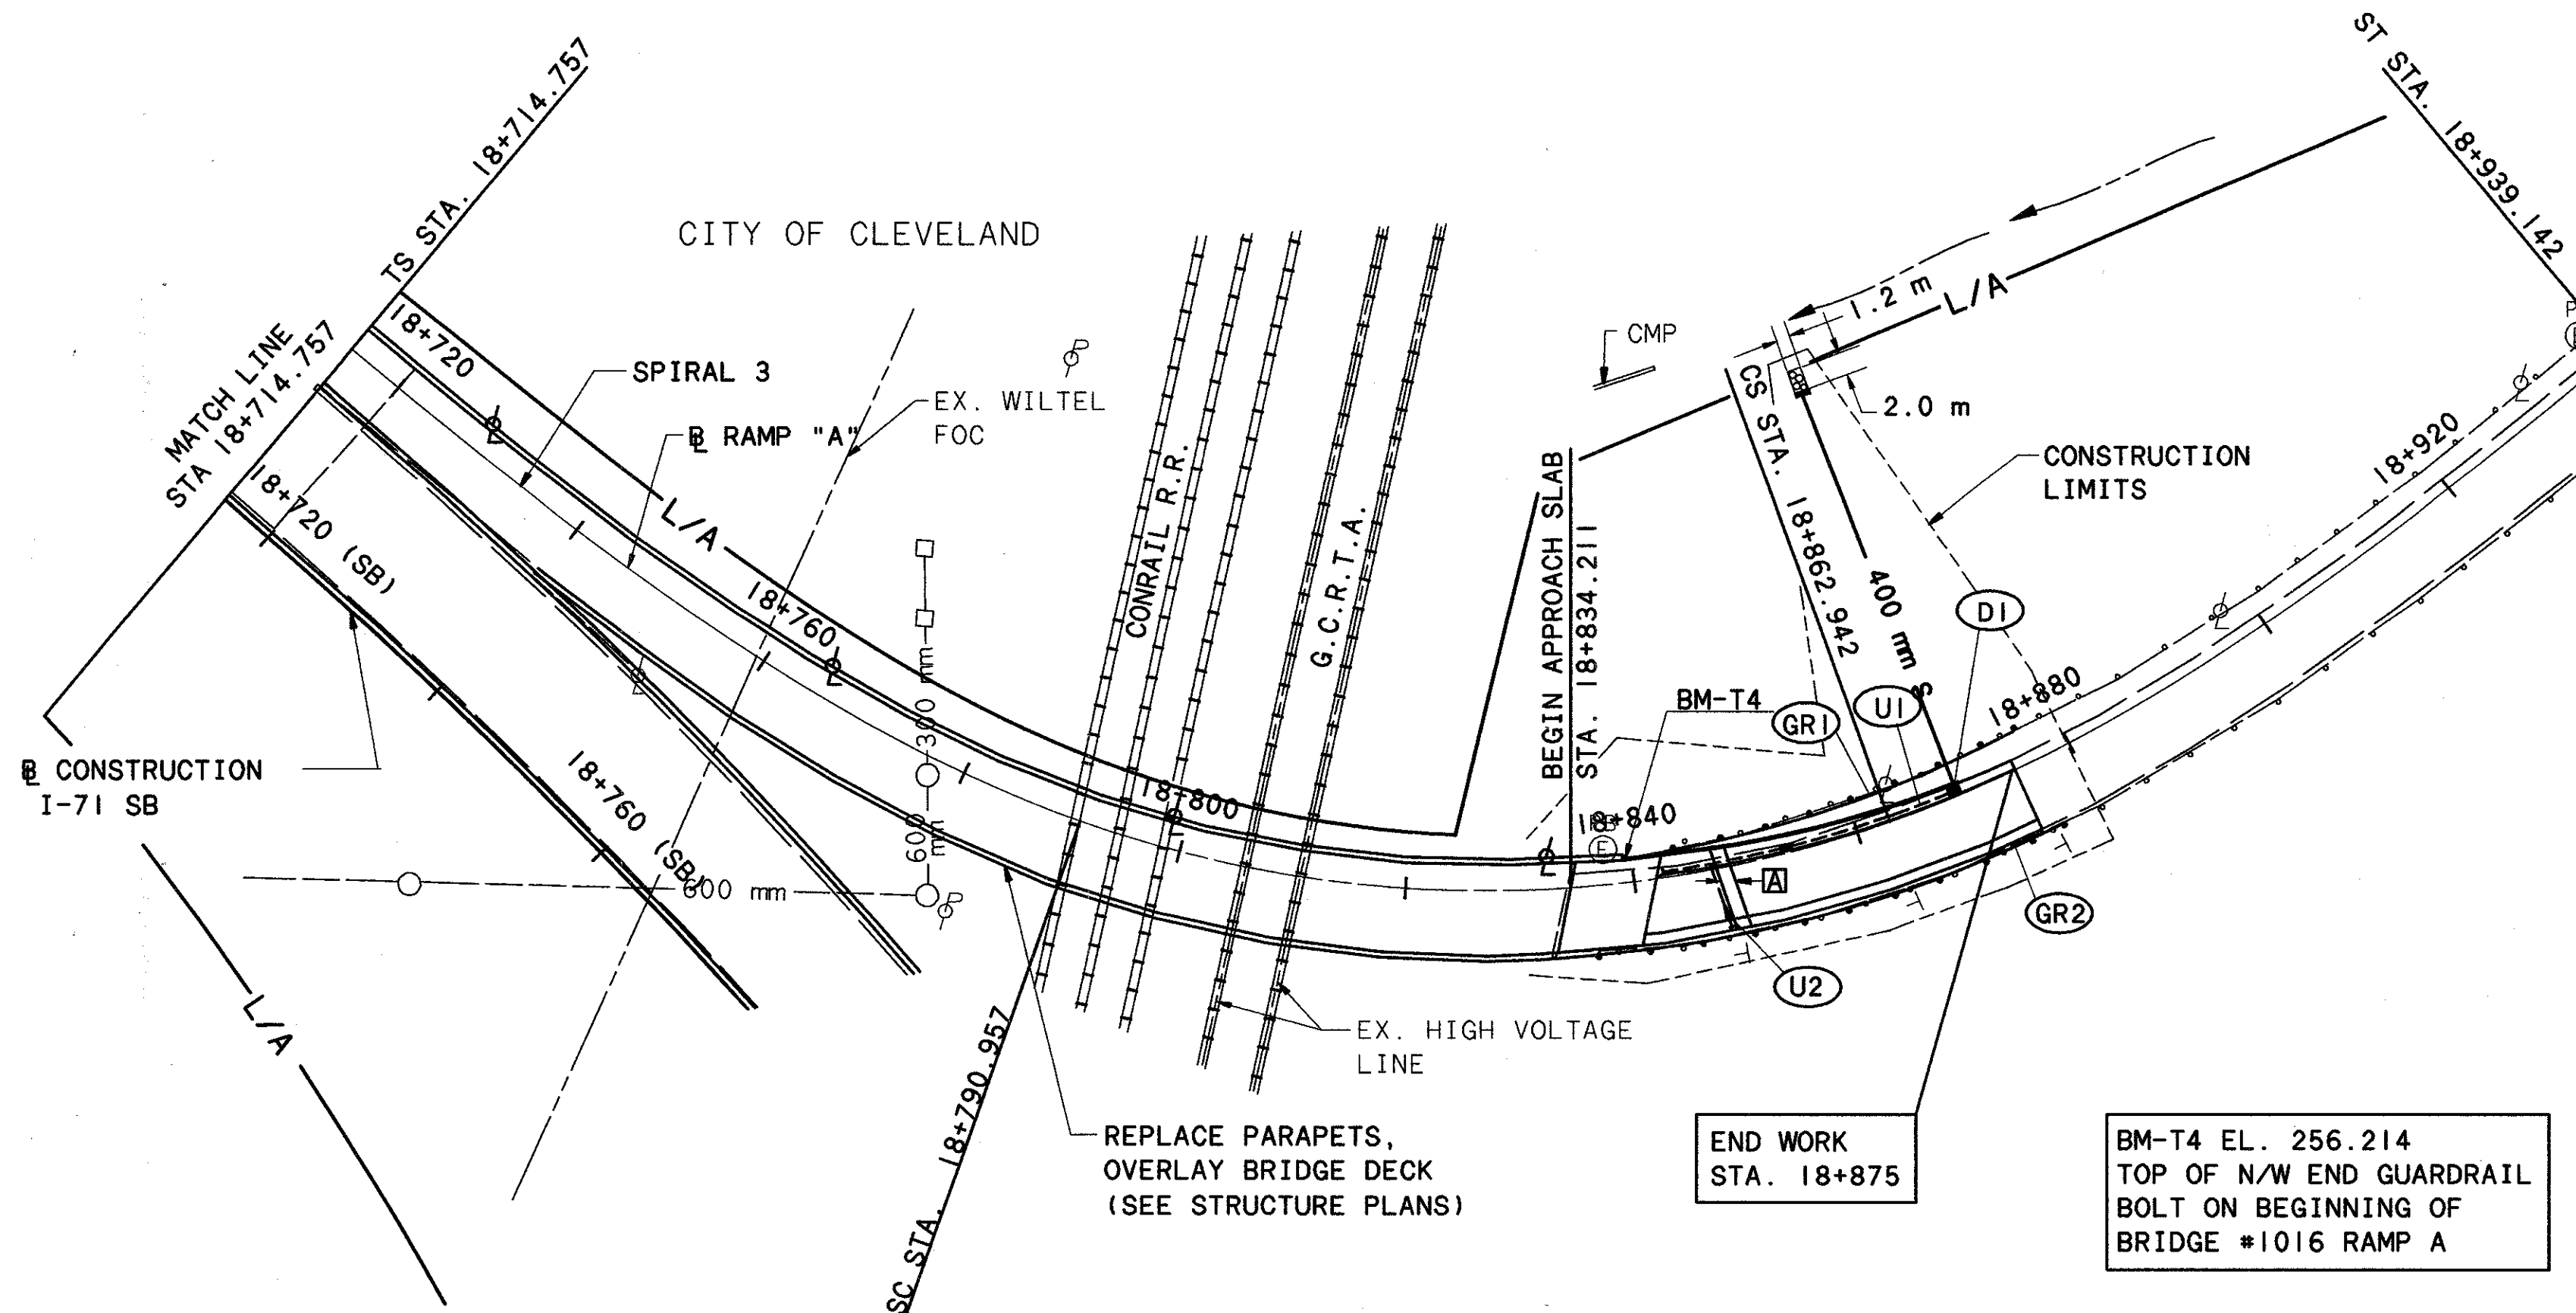 TS STA. 18+714.757
MATCH LINE
STA 18+714.757
CITY OF CLEVELAND
ST STA. 18+939.142
18+720
SPIRAL 3
℄ RAMP "A"
EX. WILTEL
FOC
CMP
1.2 m
L/A
2.0 m
CS STA. 18+862.942
CONSTRUCTION
LIMITS
18+920
18+720 (SB)
L/A
18+760
CONRAIL R.R.
G.C.R.T.A.
BEGIN APPROACH SLAB
STA. 18+834.211
400 mm S
D1
BM-T4
GR1
U1
18+880
300 mm
600 mm
℄ CONSTRUCTION
I-71 SB
18+760 (SB)
600 mm
18+800
18+840
E
A
GR2
U2
L/A
EX. HIGH VOLTAGE
LINE
SC STA. 18+790.957
REPLACE PARAPETS,
OVERLAY BRIDGE DECK
(SEE STRUCTURE PLANS)
END WORK
STA. 18+875
BM-T4 EL. 256.214
TOP OF N/W END GUARDRAIL
BOLT ON BEGINNING OF
BRIDGE #1016 RAMP A